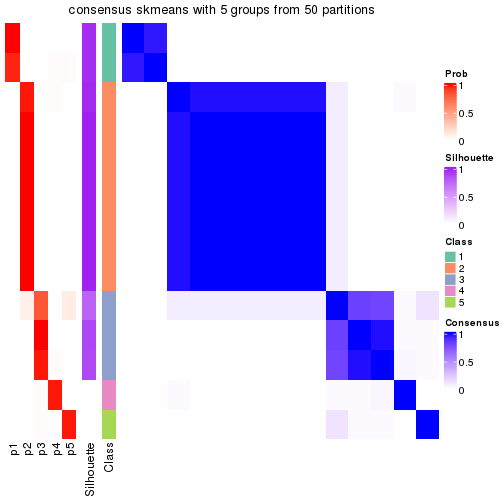 consensus skmeans with 5 groups from 50 partitions
Prob
1
0.5
0
Silhouette
1
0.5
0
Class
1
2
3
4
5
Consensus
1
0.5
0
p1
p2
p3
p4
p5
Silhouette
Class